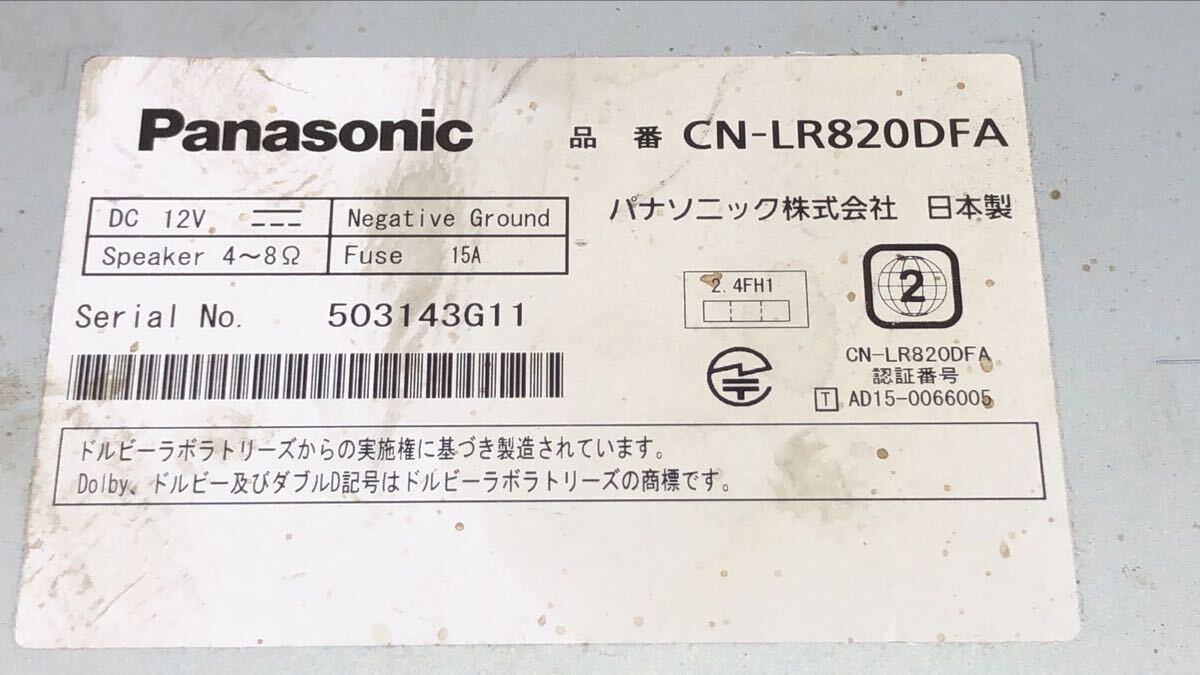 Panasonic 品 番 CN-LR820DFA
DC 12V Negative Ground
Speaker 4～8Ω Fuse 15A
パナソニック株式会社 日本製
2.4FH1
2
Serial No. 503143G11
CN-LR820DFA
認証番号
T AD15-0066005
ドルビーラボラトリーズからの実施権に基づき製造されています。
Dolby、ドルビー及びダブルD記号はドルビーラボラトリーズの商標です。